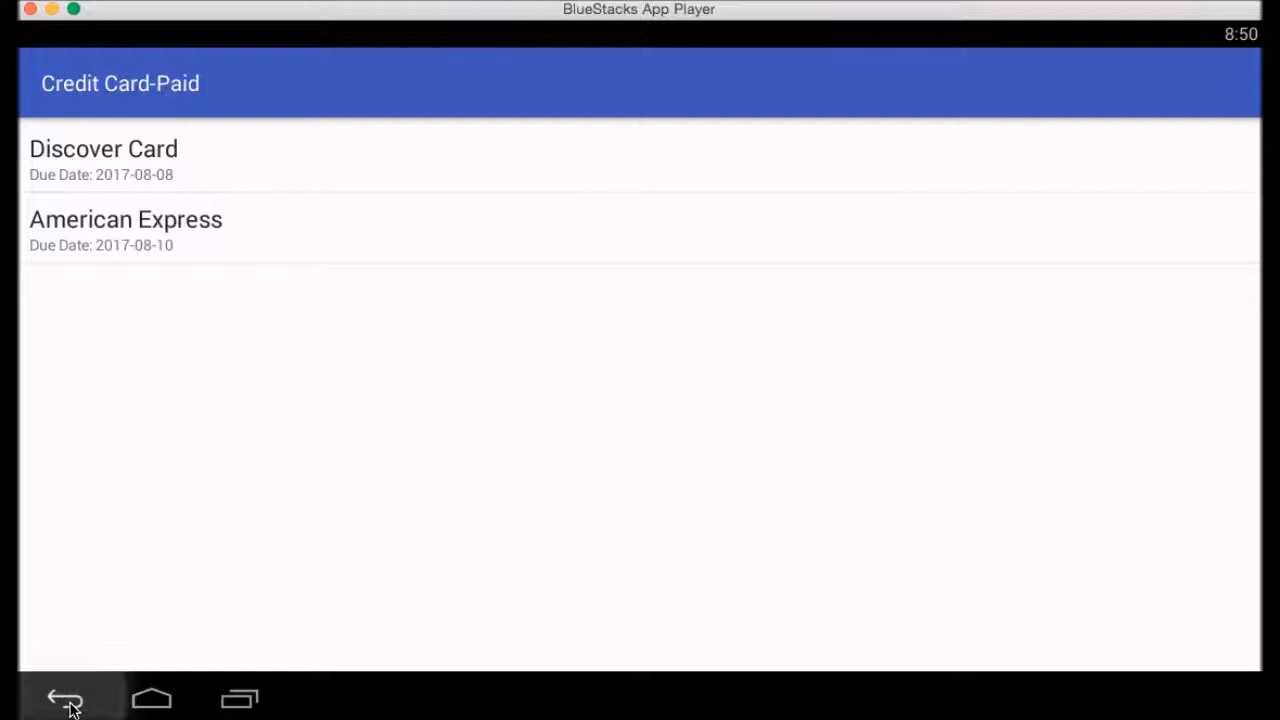 BlueStacks App Player
8:50
Credit Card-Paid
Discover Card
Due Date: 2017-08-08
American Express
Due Date: 2017-08-10